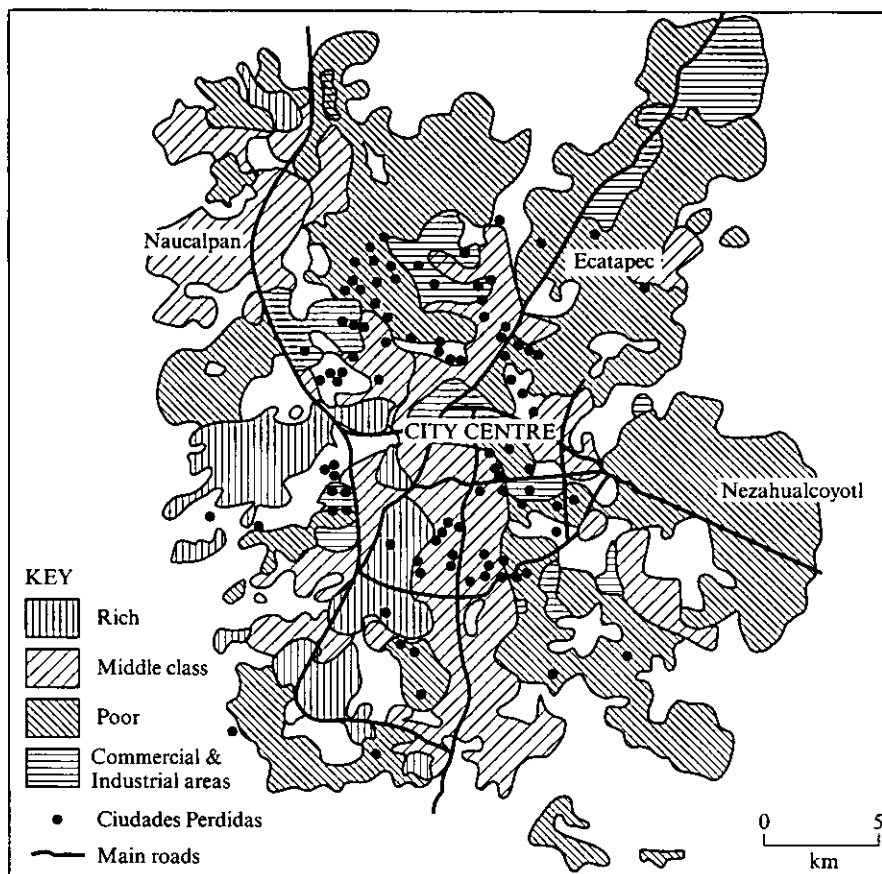 Naucalpan
Ecatapec
CITY CENTRE
Nezahualcoyotl
KEY
Rich
Middle class
Poor
Commercial &
Industrial areas
Ciudades Perdidas
Main roads
0 5
km